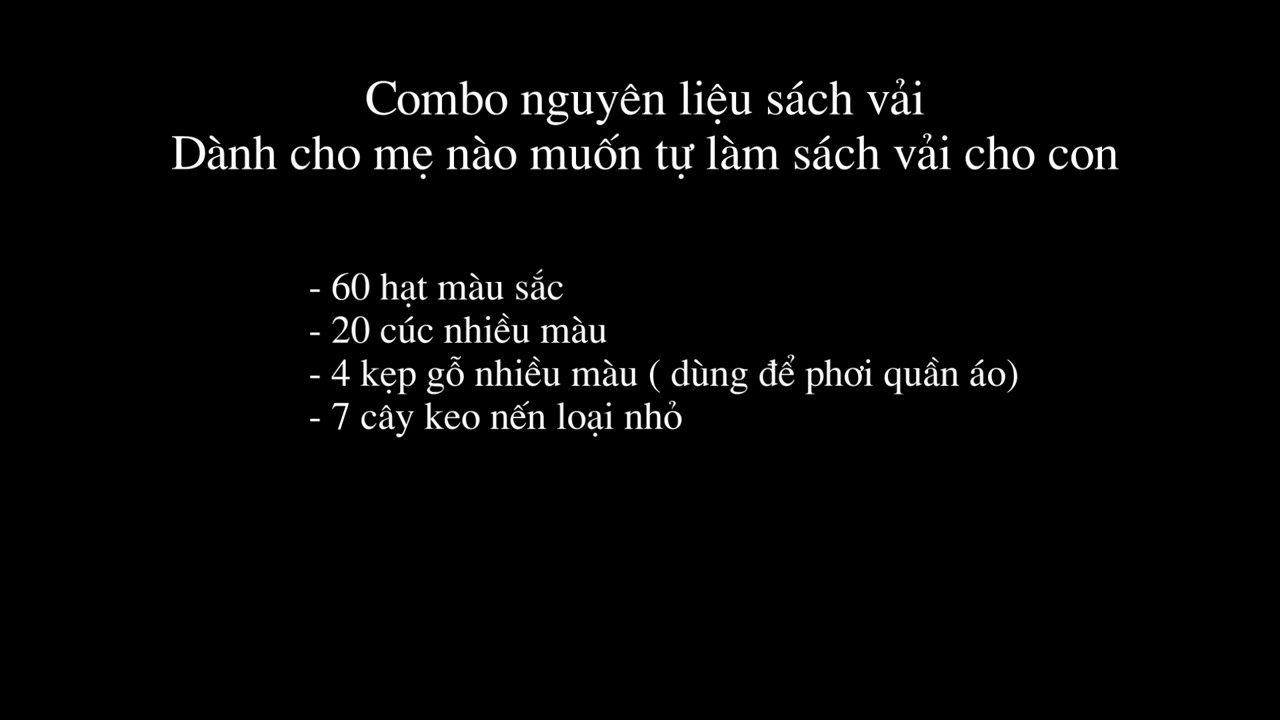 Combo nguyên liệu sách vải
Dành cho mẹ nào muốn tự làm sách vải cho con
- 60 hạt màu sắc
- 20 cúc nhiều màu
- 4 kẹp gỗ nhiều màu ( dùng để phơi quần áo)
- 7 cây keo nến loại nhỏ